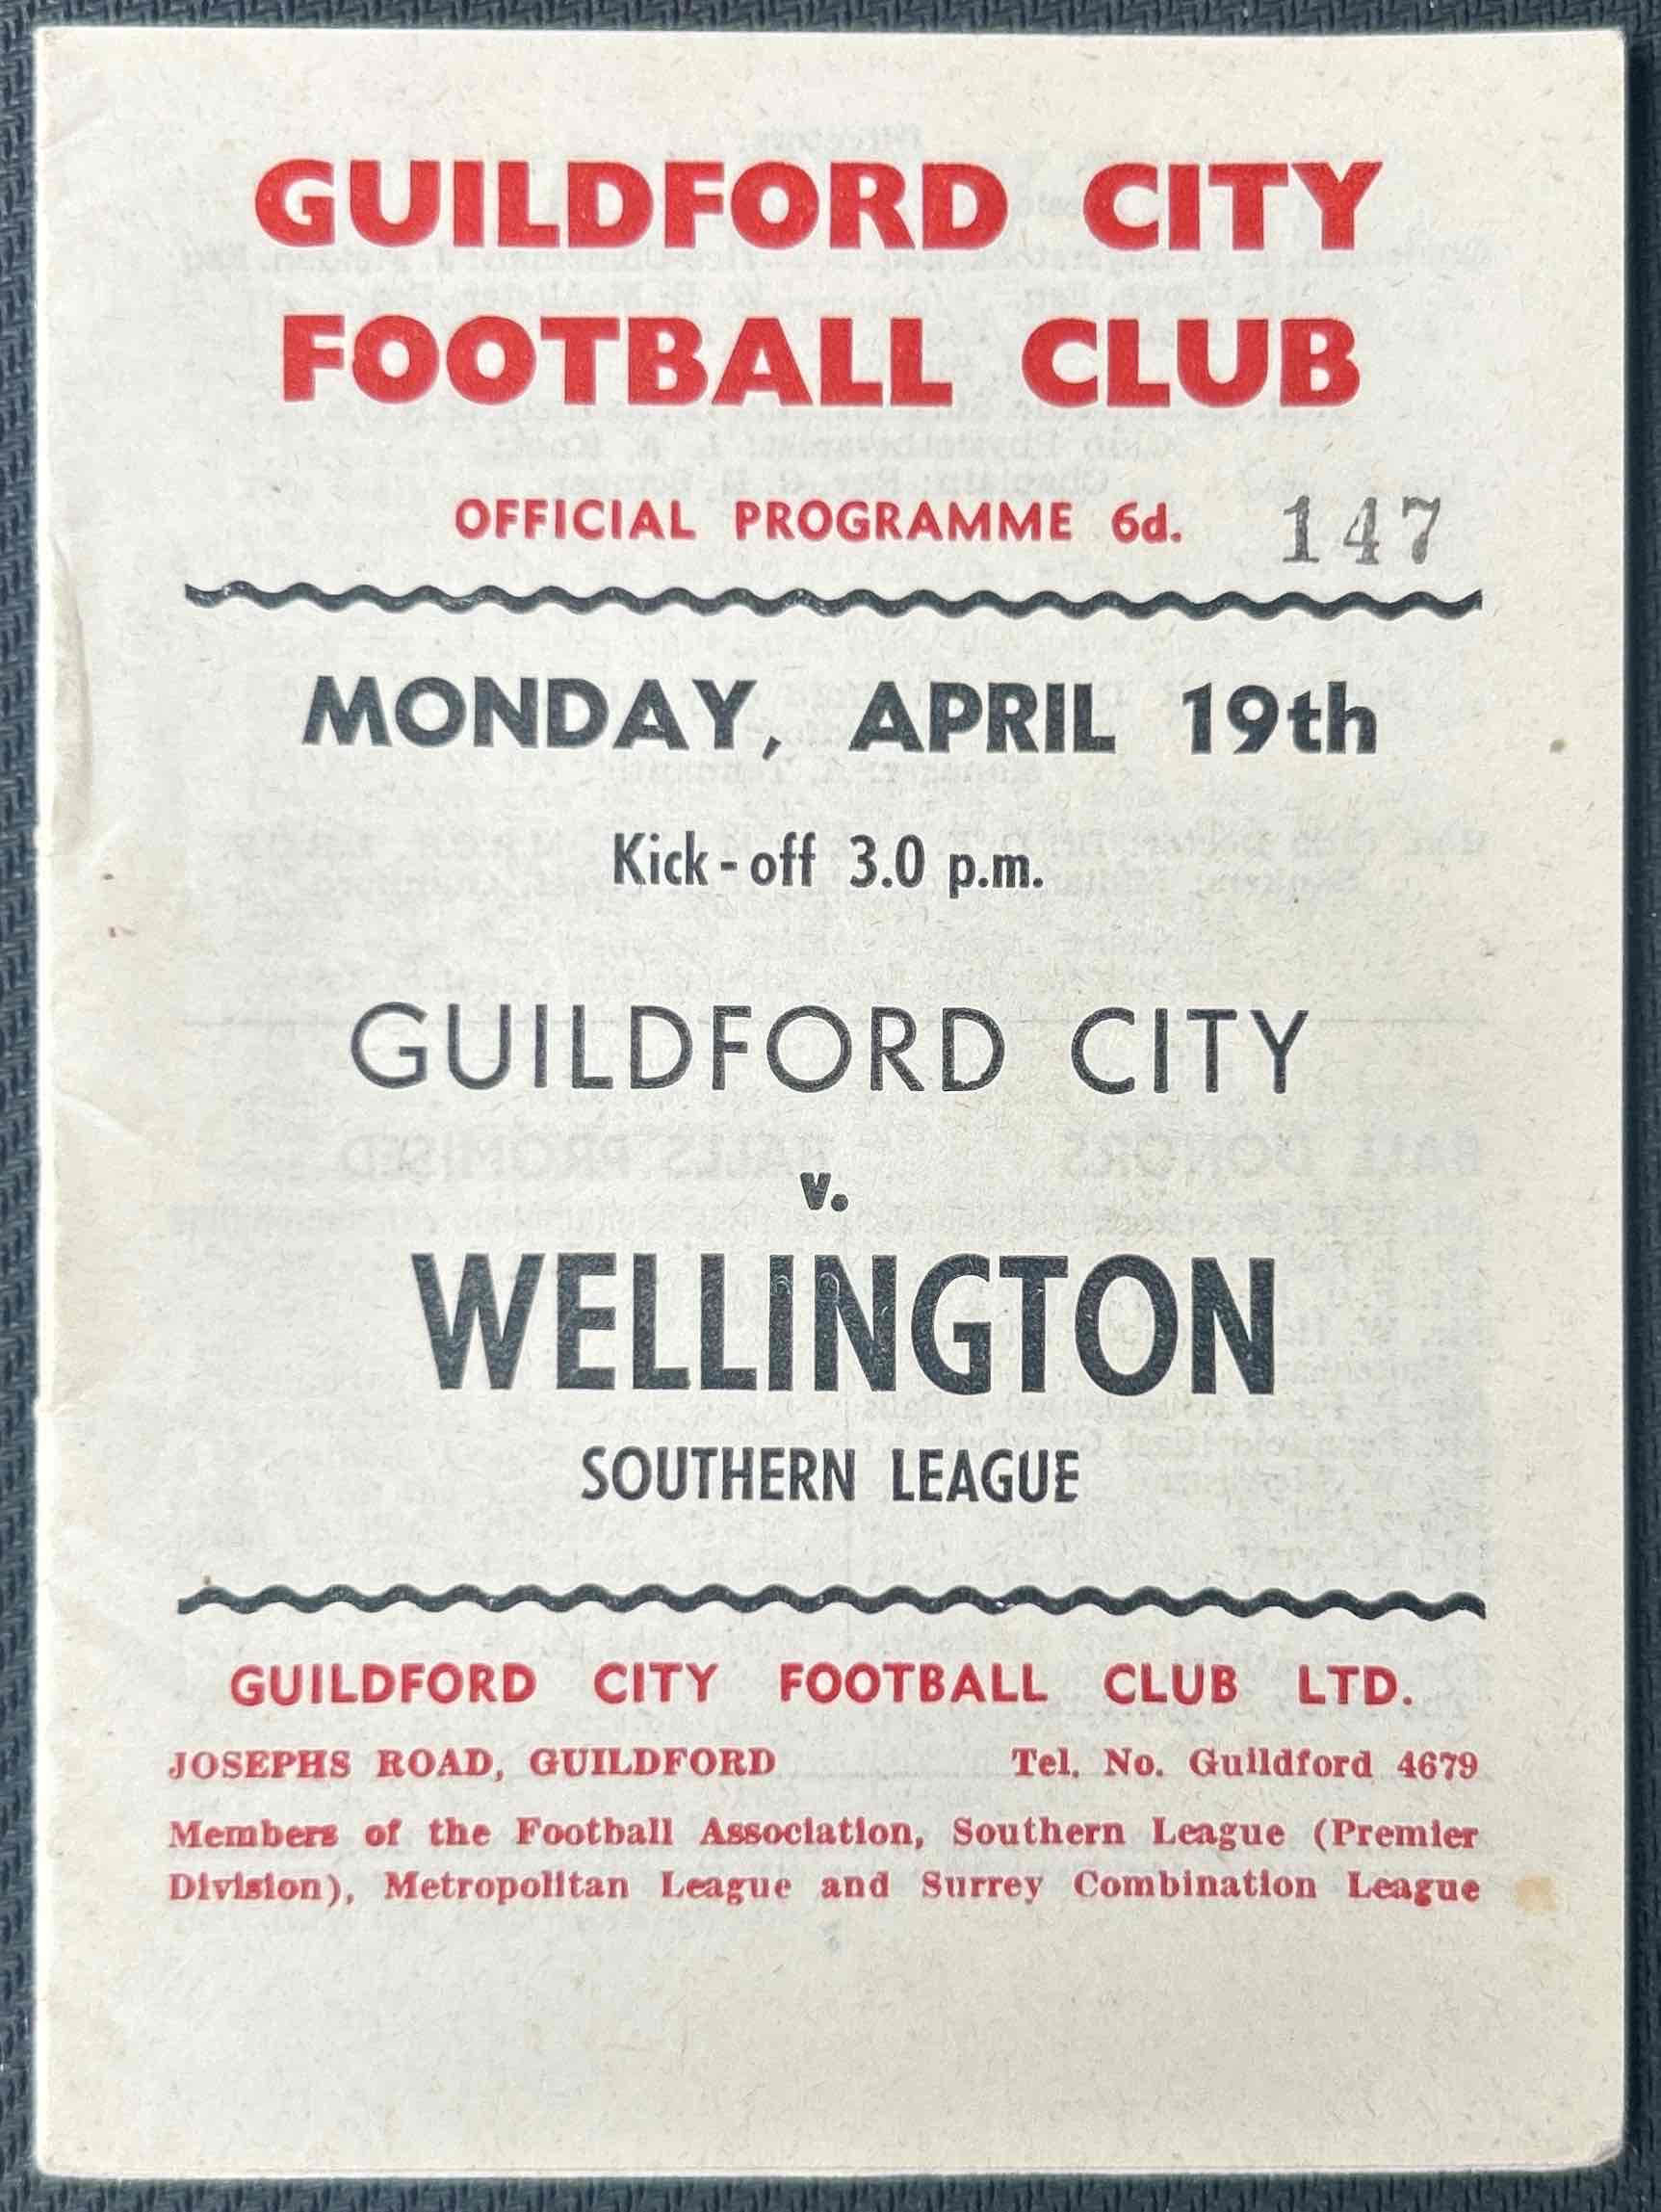 GUILDFORD CITY
FOOTBALL CLUB
OFFICIAL PROGRAMME 6d. 147
MONDAY, APRIL 19th
Kick-off 3.0 p.m.
GUILDFORD CITY
v.
WELLINGTON
SOUTHERN LEAGUE
GUILDFORD CITY FOOTBALL CLUB LTD.
JOSEPHS ROAD, GUILDFORD Tel. No. Guildford 4679
Members of the Football Association, Southern League (Premier
Division), Metropolitan League and Surrey Combination League